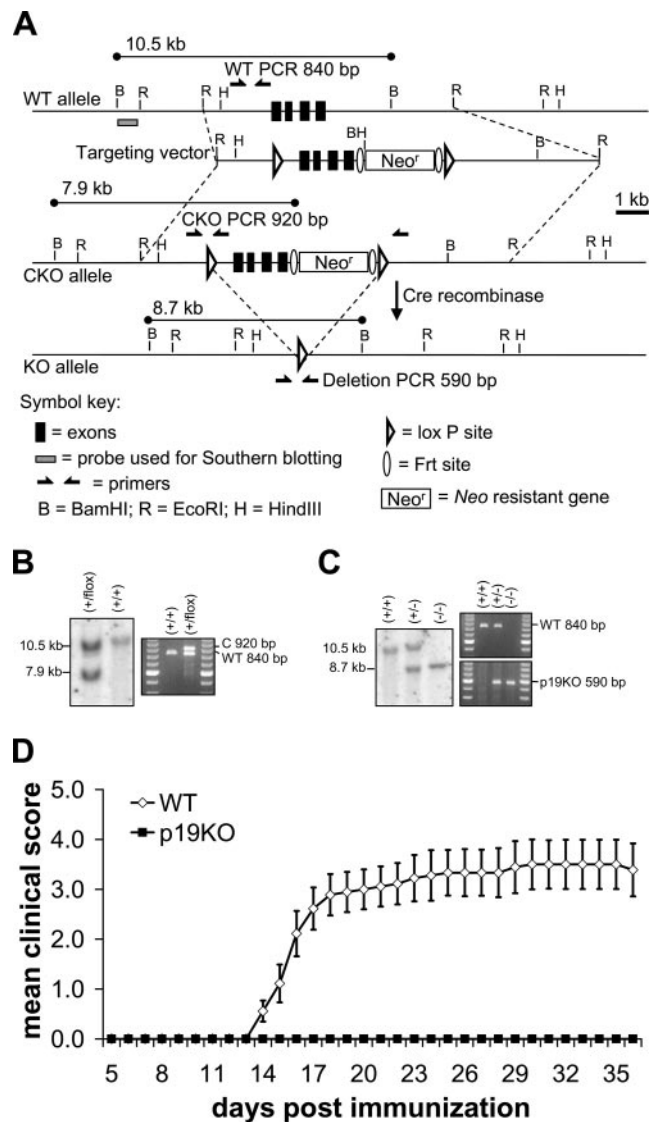 A
10.5 kb
WT PCR 840 bp
B R R H B R R H
WT allele
Targeting vector
R H BH Neoʳ B R
7.9 kb
1 kb
CKO PCR 920 bp
B R R H Neoʳ B R R H
CKO allele
Cre recombinase
8.7 kb
B R R H B R R H
KO allele
Deletion PCR 590 bp
Symbol key:
= exons
= probe used for Southern blotting
= primers
B = BamHI; R = EcoRI; H = HindIII
= lox P site
= Frt site
Neoʳ = Neo resistant gene
B
(+/flox) (+/+)
10.5 kb
7.9 kb
(+/+) (+/flox)
C 920 bp
WT 840 bp
C
(+/+) (+/-) (-/-)
10.5 kb
8.7 kb
(+/+) (+/-) (-/-)
WT 840 bp
p19KO 590 bp
D
5.0
4.0
3.0
2.0
1.0
0.0
mean clinical score
WT
p19KO
5 8 11 14 17 20 23 26 29 32 35
days post immunization